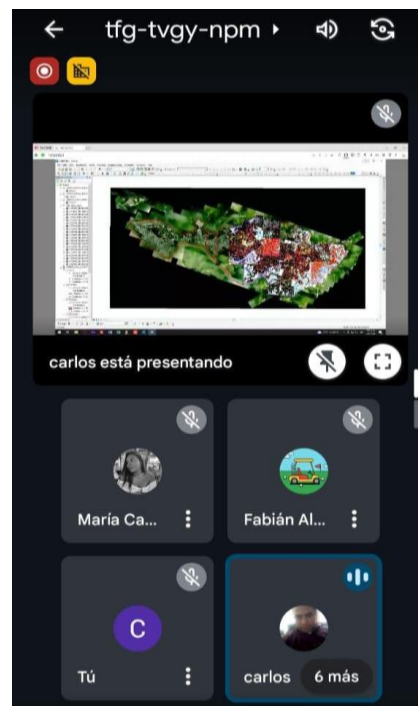 tfg-tvgy-npm
carlos está presentando
María Ca...
Fabián Al...
C
Tú
carlos
6 más